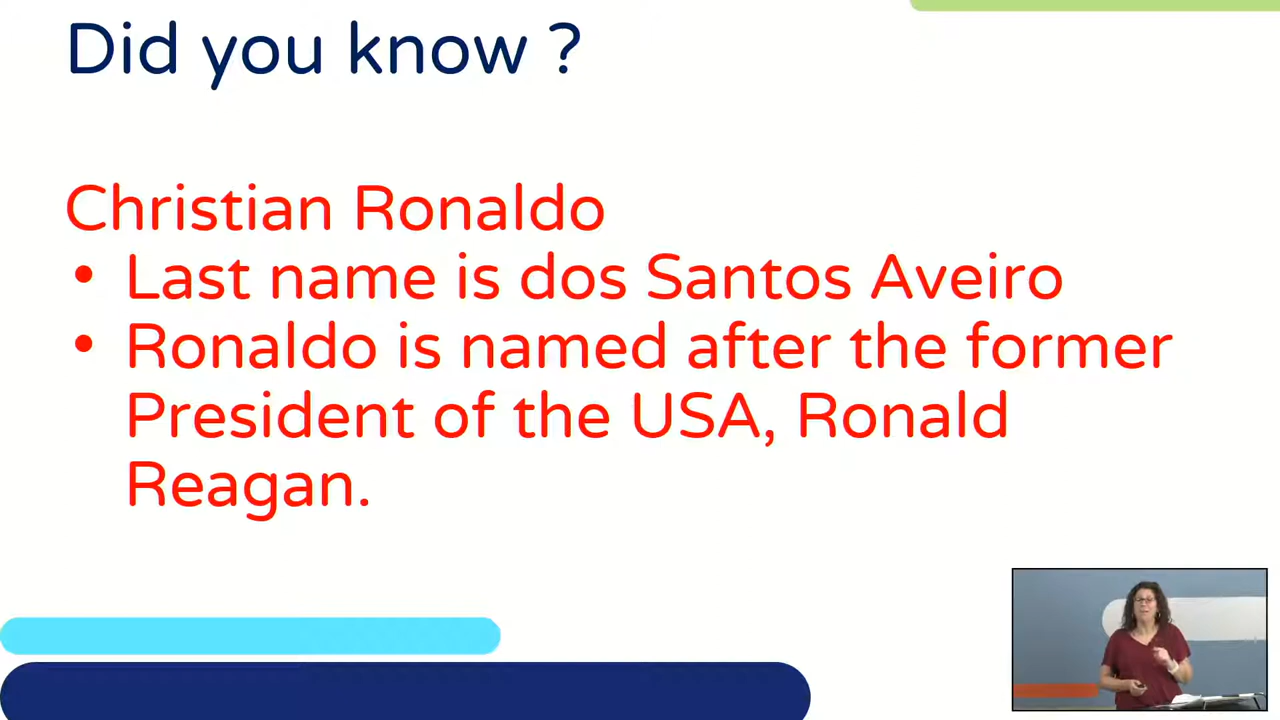 Did you know ?
Christian Ronaldo
• Last name is dos Santos Aveiro
• Ronaldo is named after the former
President of the USA, Ronald
Reagan.